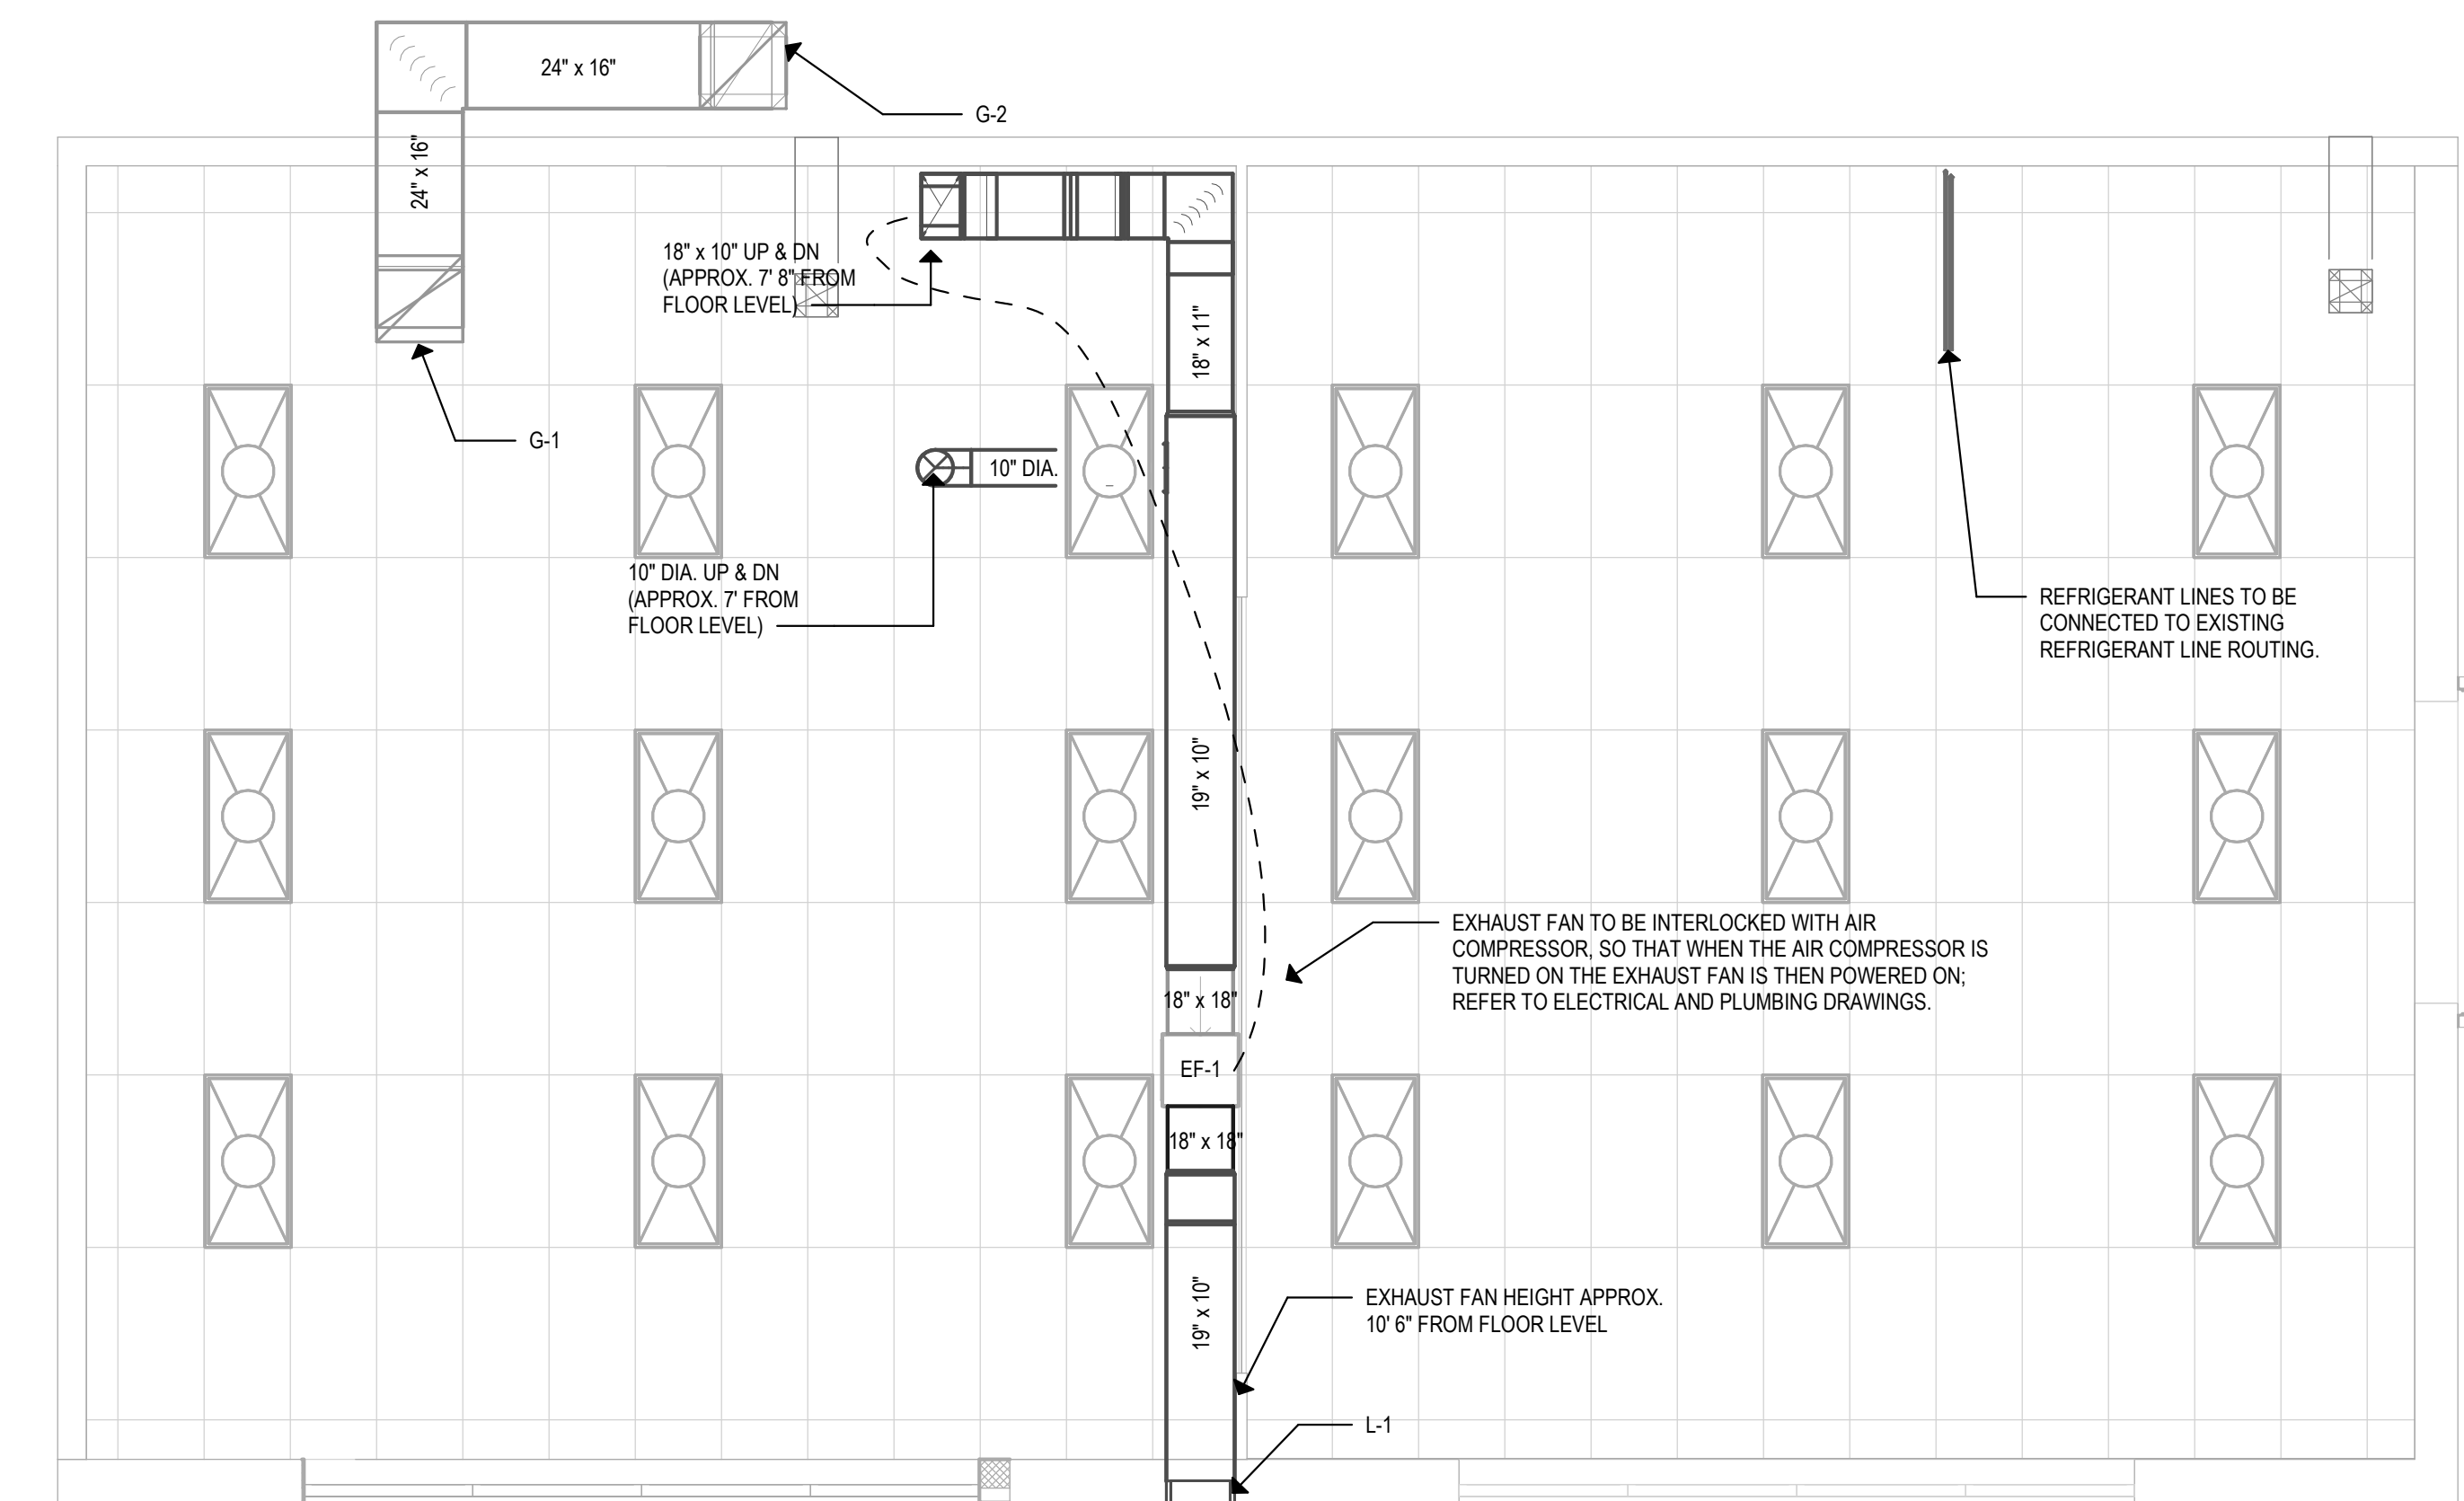 24" x 16"
G-2
24" x 16"
18" x 10" UP & DN
(APPROX. 7' 8" FROM
FLOOR LEVEL)
18" x 11"
G-1
10" DIA.
10" DIA. UP & DN
(APPROX. 7' FROM
FLOOR LEVEL)
REFRIGERANT LINES TO BE
CONNECTED TO EXISTING
REFRIGERANT LINE ROUTING.
19" x 10"
EXHAUST FAN TO BE INTERLOCKED WITH AIR
COMPRESSOR, SO THAT WHEN THE AIR COMPRESSOR IS
TURNED ON THE EXHAUST FAN IS THEN POWERED ON;
REFER TO ELECTRICAL AND PLUMBING DRAWINGS.
18" x 18"
EF-1
18" x 18"
19" x 10"
EXHAUST FAN HEIGHT APPROX.
10' 6" FROM FLOOR LEVEL
L-1